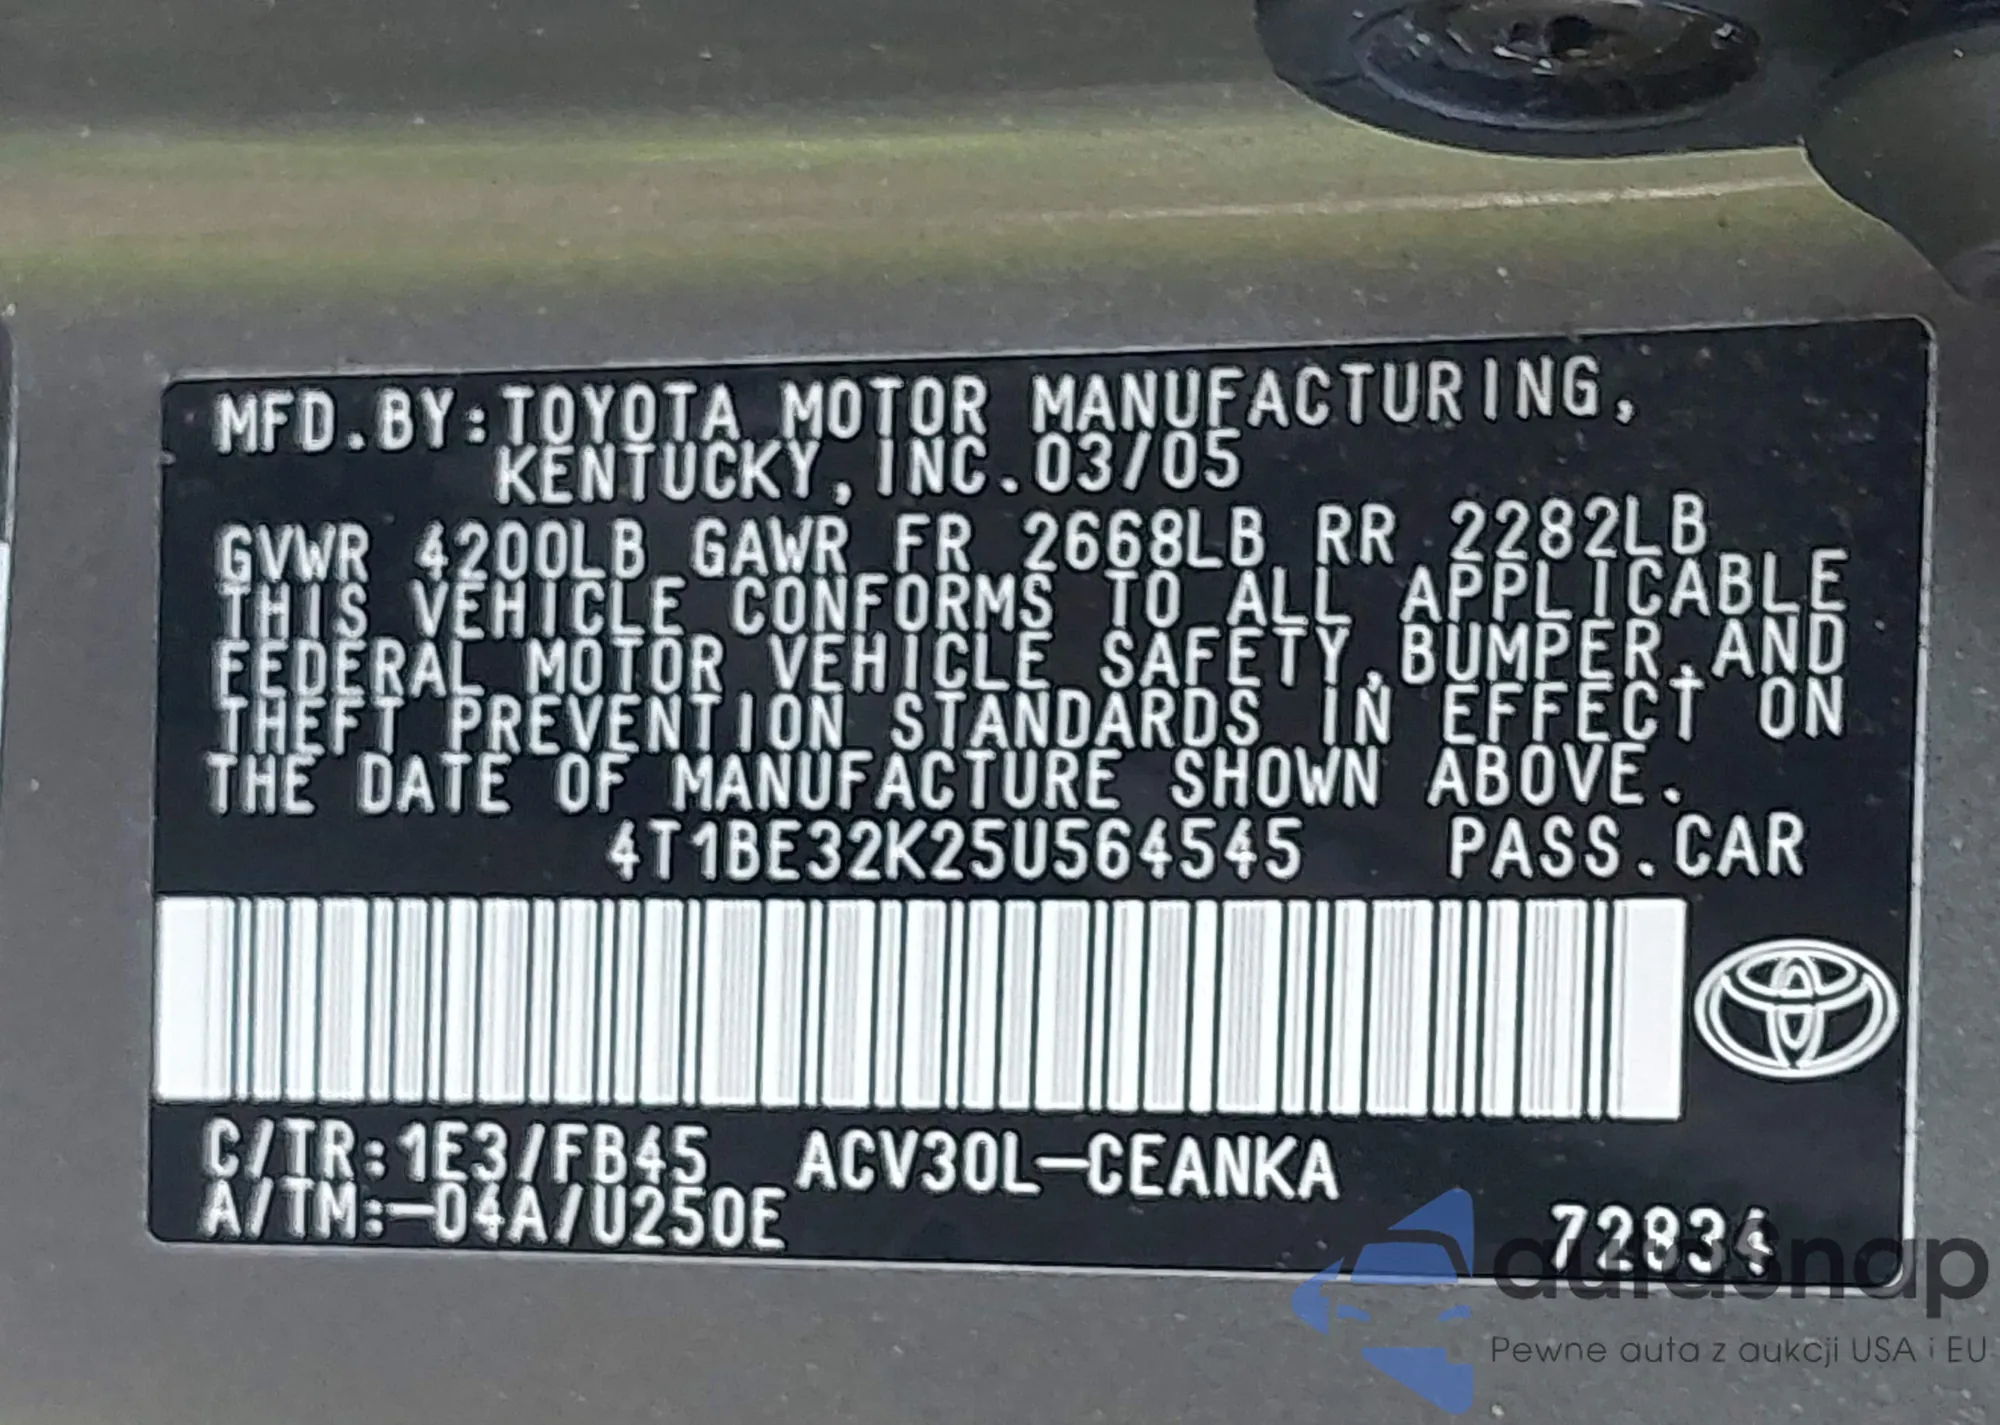 MFD.BY:TOYOTA MOTOR MANUFACTURING,
KENTUCKY, INC.03/05
GVWR 4200LB GAWR FR 2668LB RR 2282LB
THIS VEHICLE CONFORMS TO ALL APPLICABLE
FEDERAL MOTOR VEHICLE SAFETY,BUMPER,AND
THEFT PREVENTION STANDARDS IN EFFECT ON
THE DATE OF MANUFACTURE SHOWN ABOVE.
4T1BE32K25U564545 PASS.CAR
C/TR:1E3/FB45 ACV30L-CEANKA
A/TM:-04A/U250E
72934
autosnap
Pewne auta z aukcji USA i EU